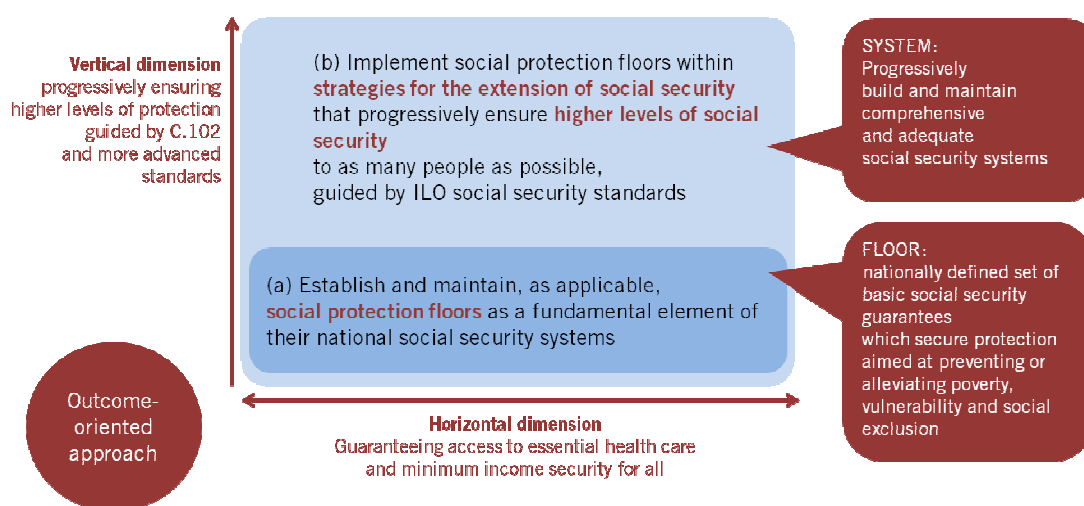 Vertical dimension
progressively ensuring
higher levels of protection
guided by C.102
and more advanced
standards
(b) Implement social protection floors within
strategies for the extension of social security
that progressively ensure higher levels of social
security
to as many people as possible,
guided by ILO social security standards
SYSTEM:
Progressively
build and maintain
comprehensive
and adequate
social security systems
(a) Establish and maintain, as applicable,
social protection floors as a fundamental element of
their national social security systems
FLOOR:
nationally defined set of
basic social security
guarantees
which secure protection
aimed at preventing or
alleviating poverty,
vulnerability and social
exclusion
Outcome-
oriented
approach
Horizontal dimension
Guaranteeing access to essential health care
and minimum income security for all